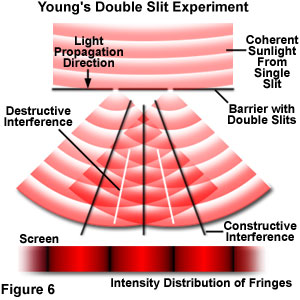 Young's Double Slit Experiment
Light
Propagation
Direction
Coherent
Sunlight
From
Single
Slit
Destructive
Interference
Barrier with
Double Slits
Constructive
Interference
Screen
Intensity Distribution of Fringes
Figure 6